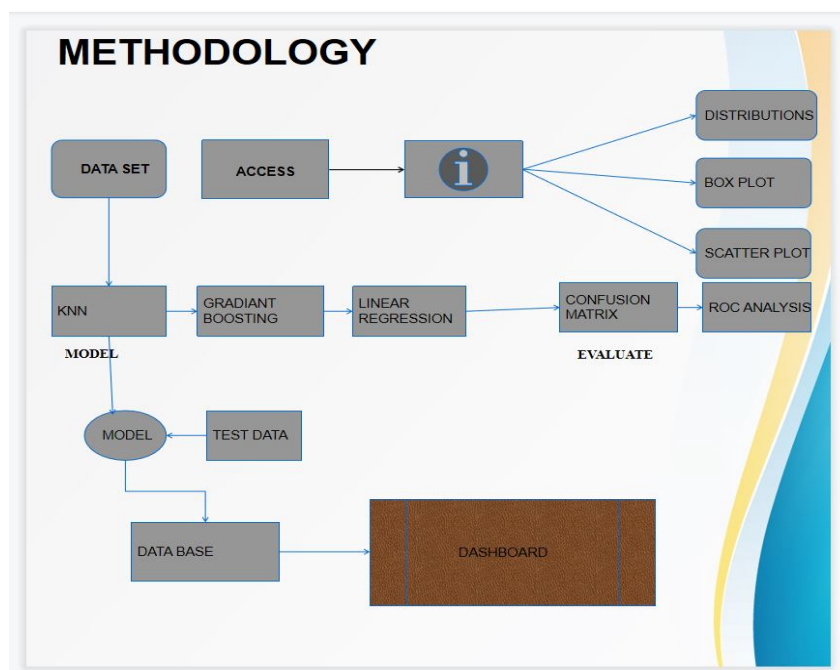 METHODOLOGY
DISTRIBUTIONS
DATA SET
ACCESS
i
BOX PLOT
SCATTER PLOT
KNN
GRADIANT
BOOSTING
LINEAR
REGRESSION
CONFUSION
MATRIX
ROC ANALYSIS
MODEL
EVALUATE
MODEL
TEST DATA
DATA BASE
DASHBOARD